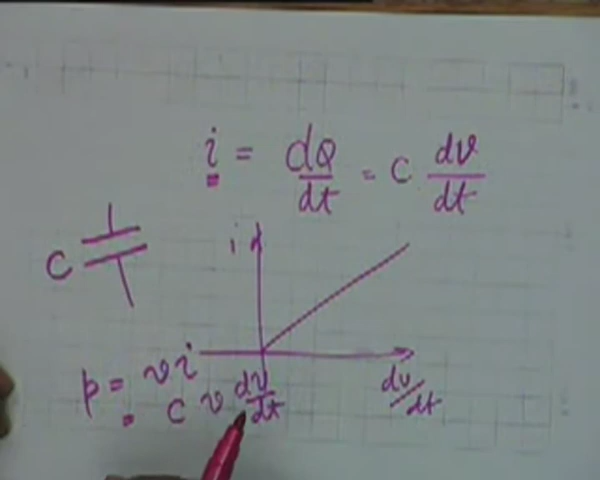 i = dQ/dt = C dv/dt
C
i
dv/dt
p = vi
= C v dv/dt